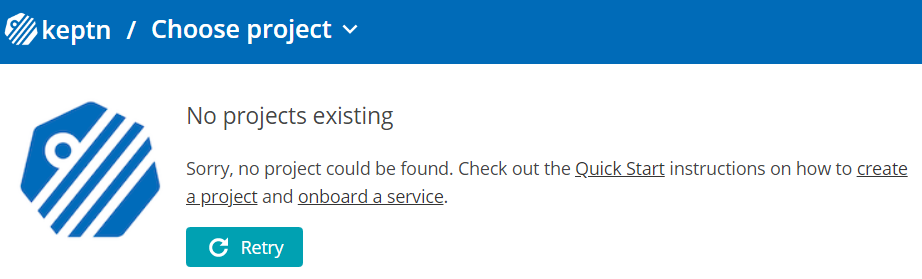 keptn / Choose project
No projects existing
Sorry, no project could be found. Check out the Quick Start instructions on how to create
a project and onboard a service.
Retry